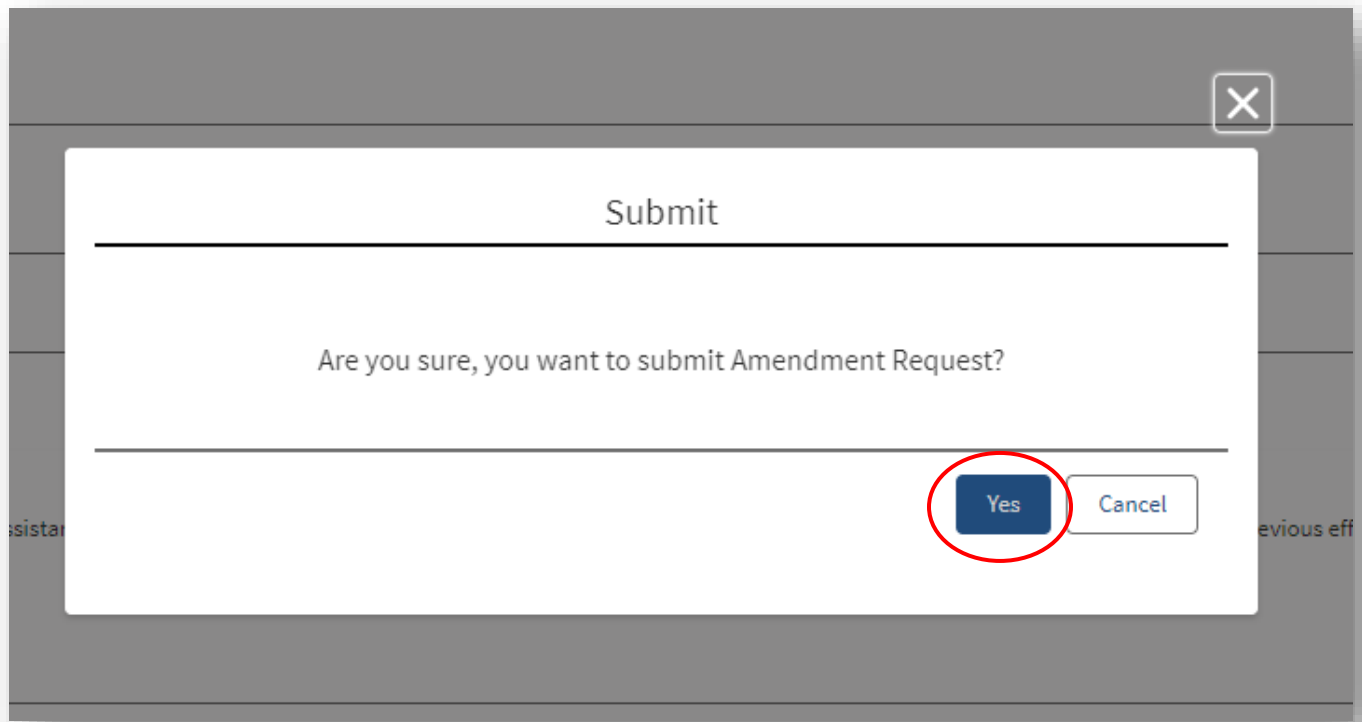 Submit
Are you sure, you want to submit Amendment Request?
Yes Cancel